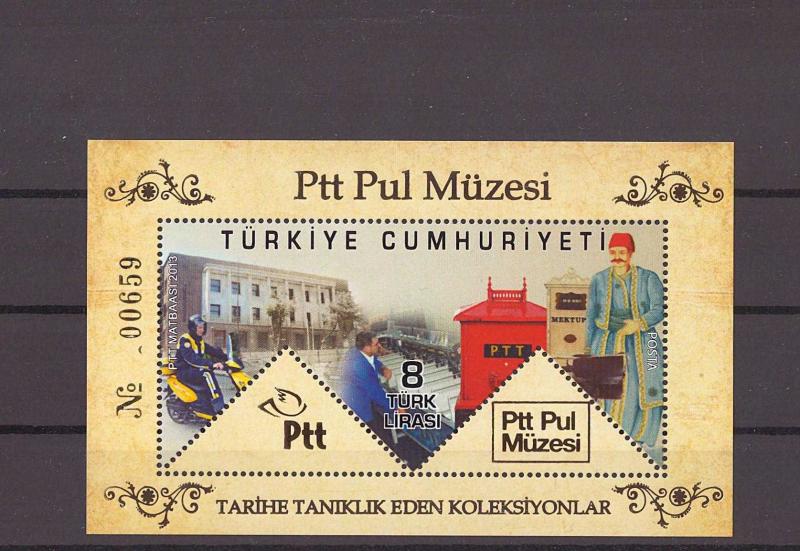 Ptt Pul Müzesi
TÜRKİYE CUMHURİYETİ
№ 00659
PTT MATBAASI 2013
MEKTUP
PTT
POSTA
8
TÜRK
LİRASI
Ptt
Ptt Pul
Müzesi
TARİHE TANIKLIK EDEN KOLEKSİYONLAR